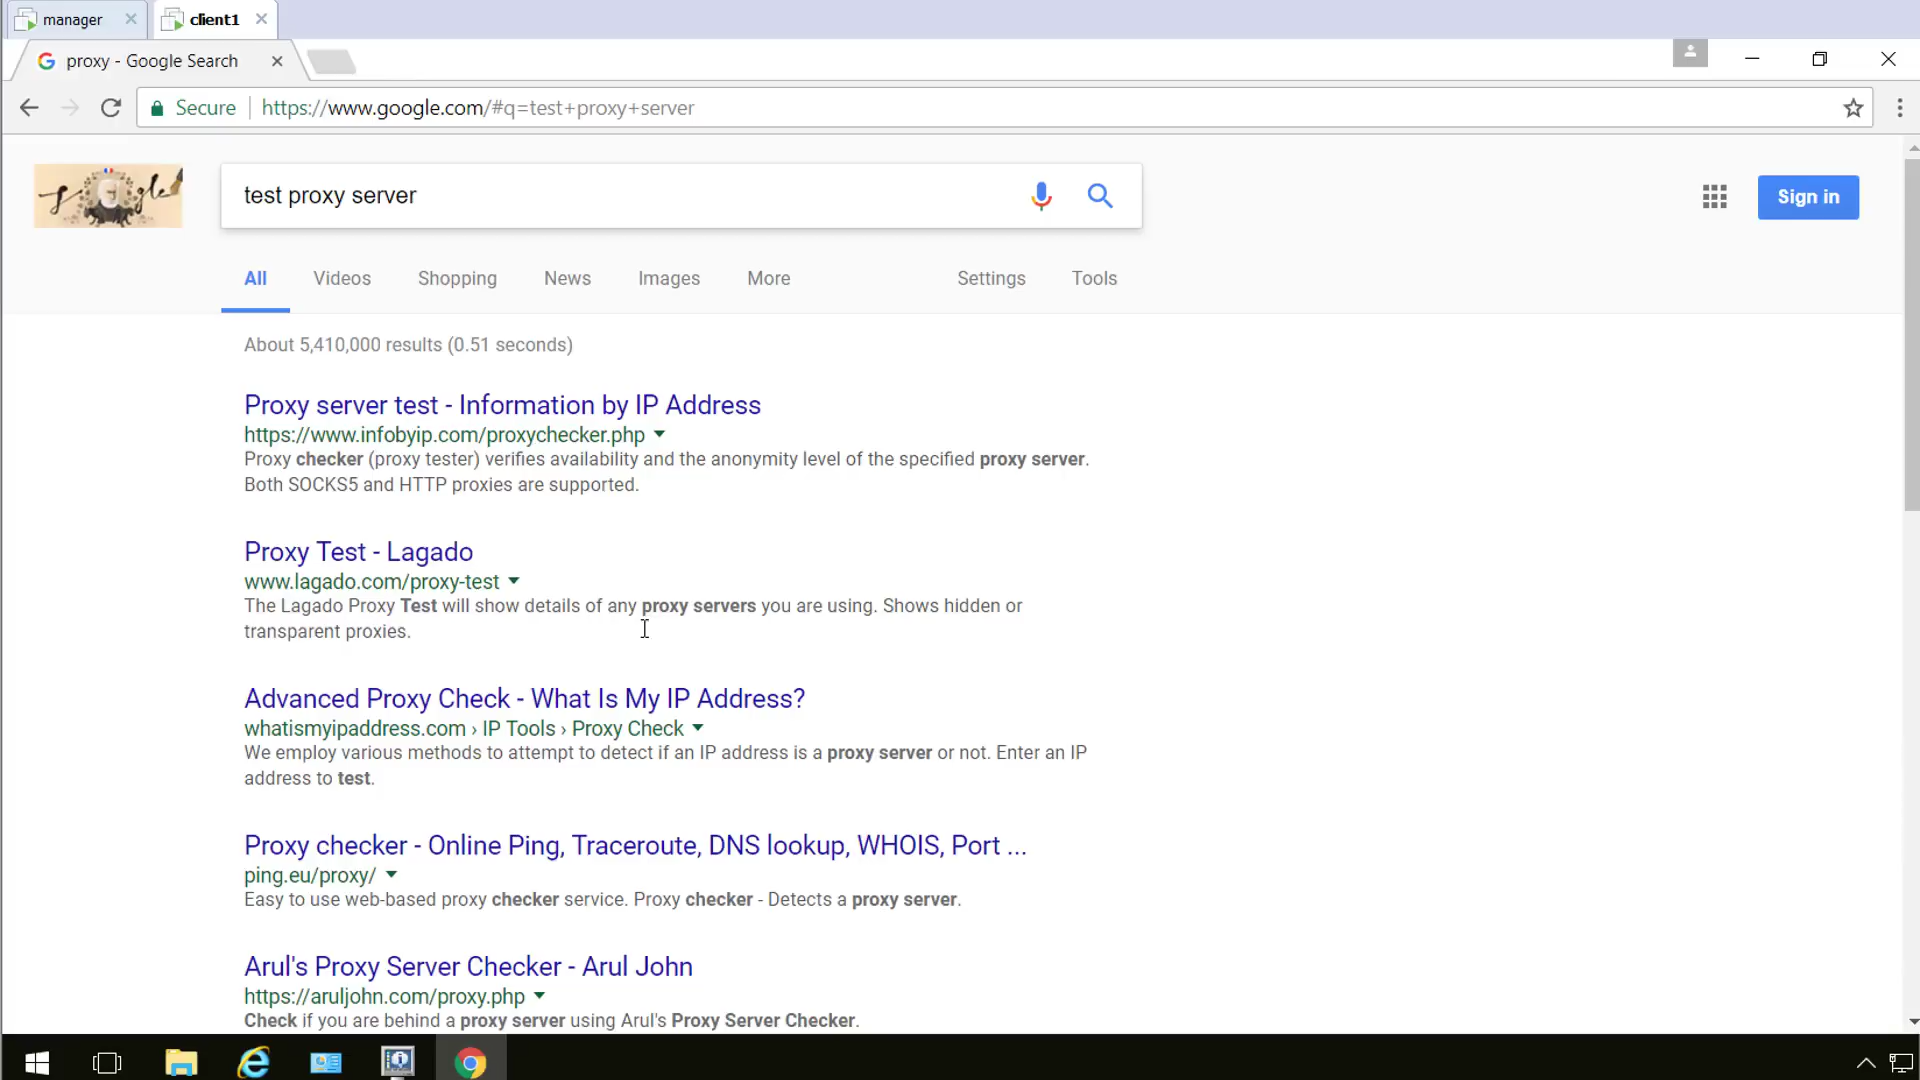 manager
client1
proxy - Google Search
Secure https://www.google.com/#q=test+proxy+server
test proxy server
Sign in
All Videos Shopping News Images More Settings Tools
About 5,410,000 results (0.51 seconds)
Proxy server test - Information by IP Address
https://www.infobyip.com/proxychecker.php
Proxy checker (proxy tester) verifies availability and the anonymity level of the specified proxy server.
Both SOCKS5 and HTTP proxies are supported.
Proxy Test - Lagado
www.lagado.com/proxy-test
The Lagado Proxy Test will show details of any proxy servers you are using. Shows hidden or
transparent proxies.
Advanced Proxy Check - What Is My IP Address?
whatismyipaddress.com › IP Tools › Proxy Check
We employ various methods to attempt to detect if an IP address is a proxy server or not. Enter an IP
address to test.
Proxy checker - Online Ping, Traceroute, DNS lookup, WHOIS, Port ...
ping.eu/proxy/
Easy to use web-based proxy checker service. Proxy checker - Detects a proxy server.
Arul's Proxy Server Checker - Arul John
https://aruljohn.com/proxy.php
Check if you are behind a proxy server using Arul's Proxy Server Checker.